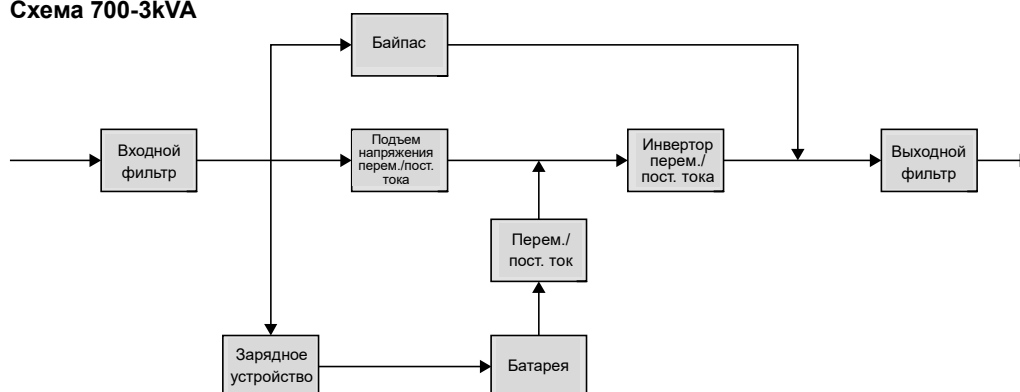 Схема 700-3kVA
Байпас
Входной
фильтр
Подъем
напряжения
перем./пост.
тока
Инвертор
перем./
пост. тока
Выходной
фильтр
Перем./
пост. ток
Зарядное
устройство
Батарея